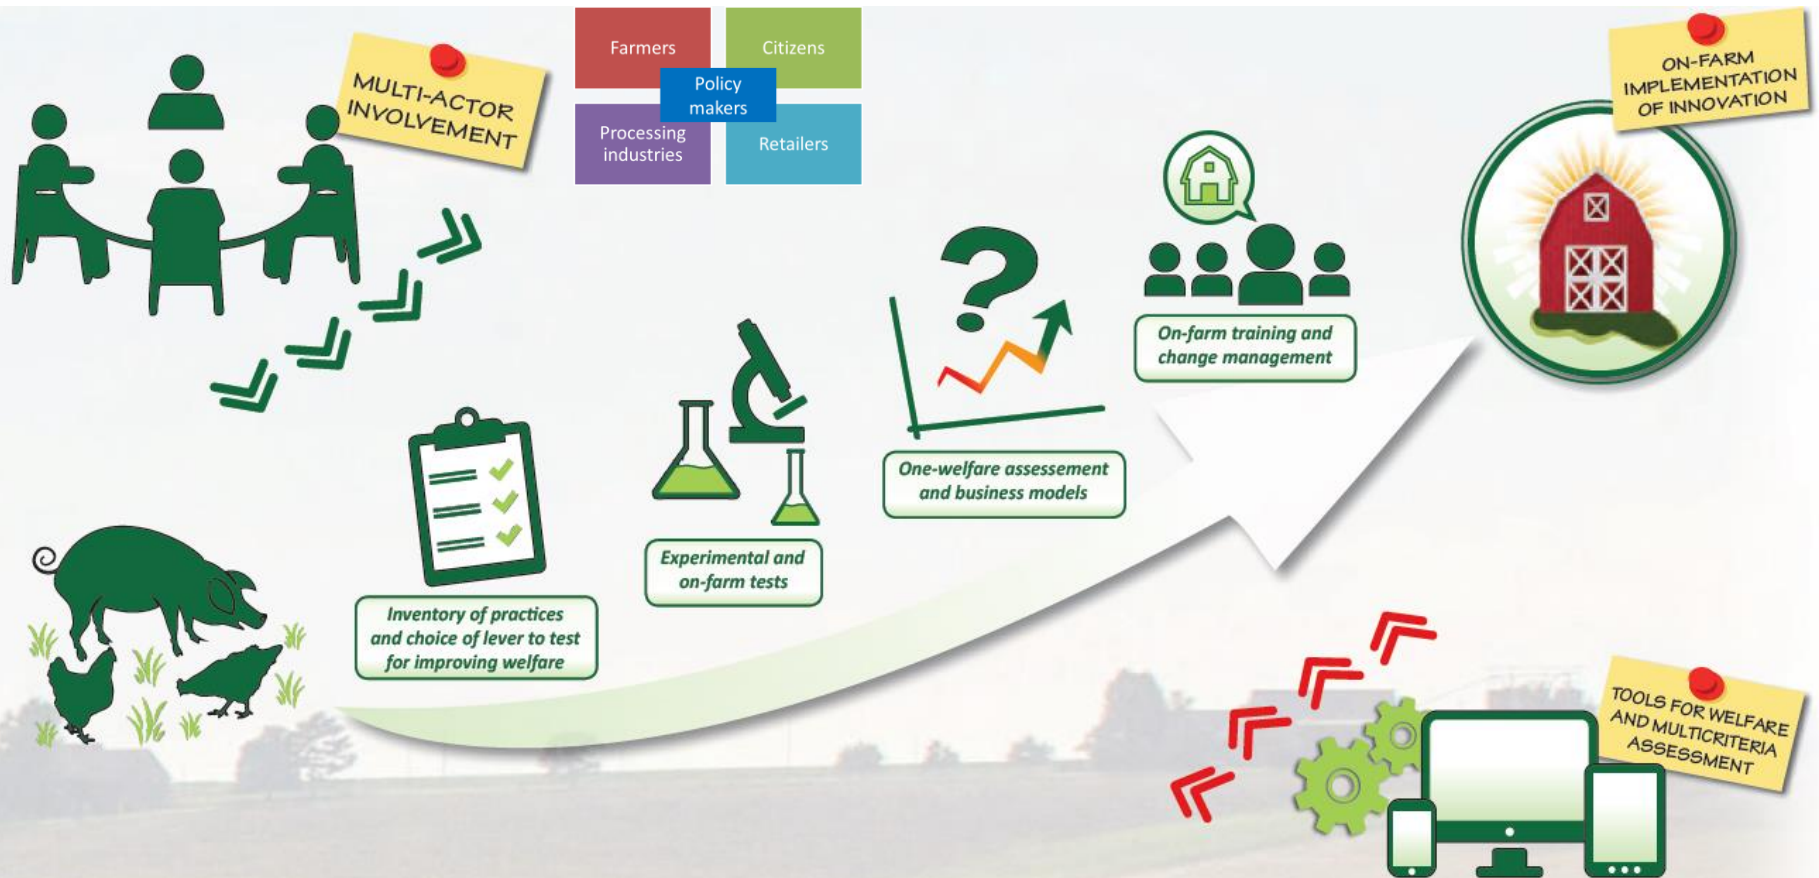 MULTI-ACTOR
INVOLVEMENT
Farmers
Citizens
Policy
makers
Processing
industries
Retailers
ON-FARM
IMPLEMENTATION
OF INNOVATION
On-farm training and
change management
One-welfare assessement
and business models
Experimental and
on-farm tests
Inventory of practices
and choice of lever to test
for improving welfare
TOOLS FOR WELFARE
AND MULTICRITERIA
ASSESSMENT